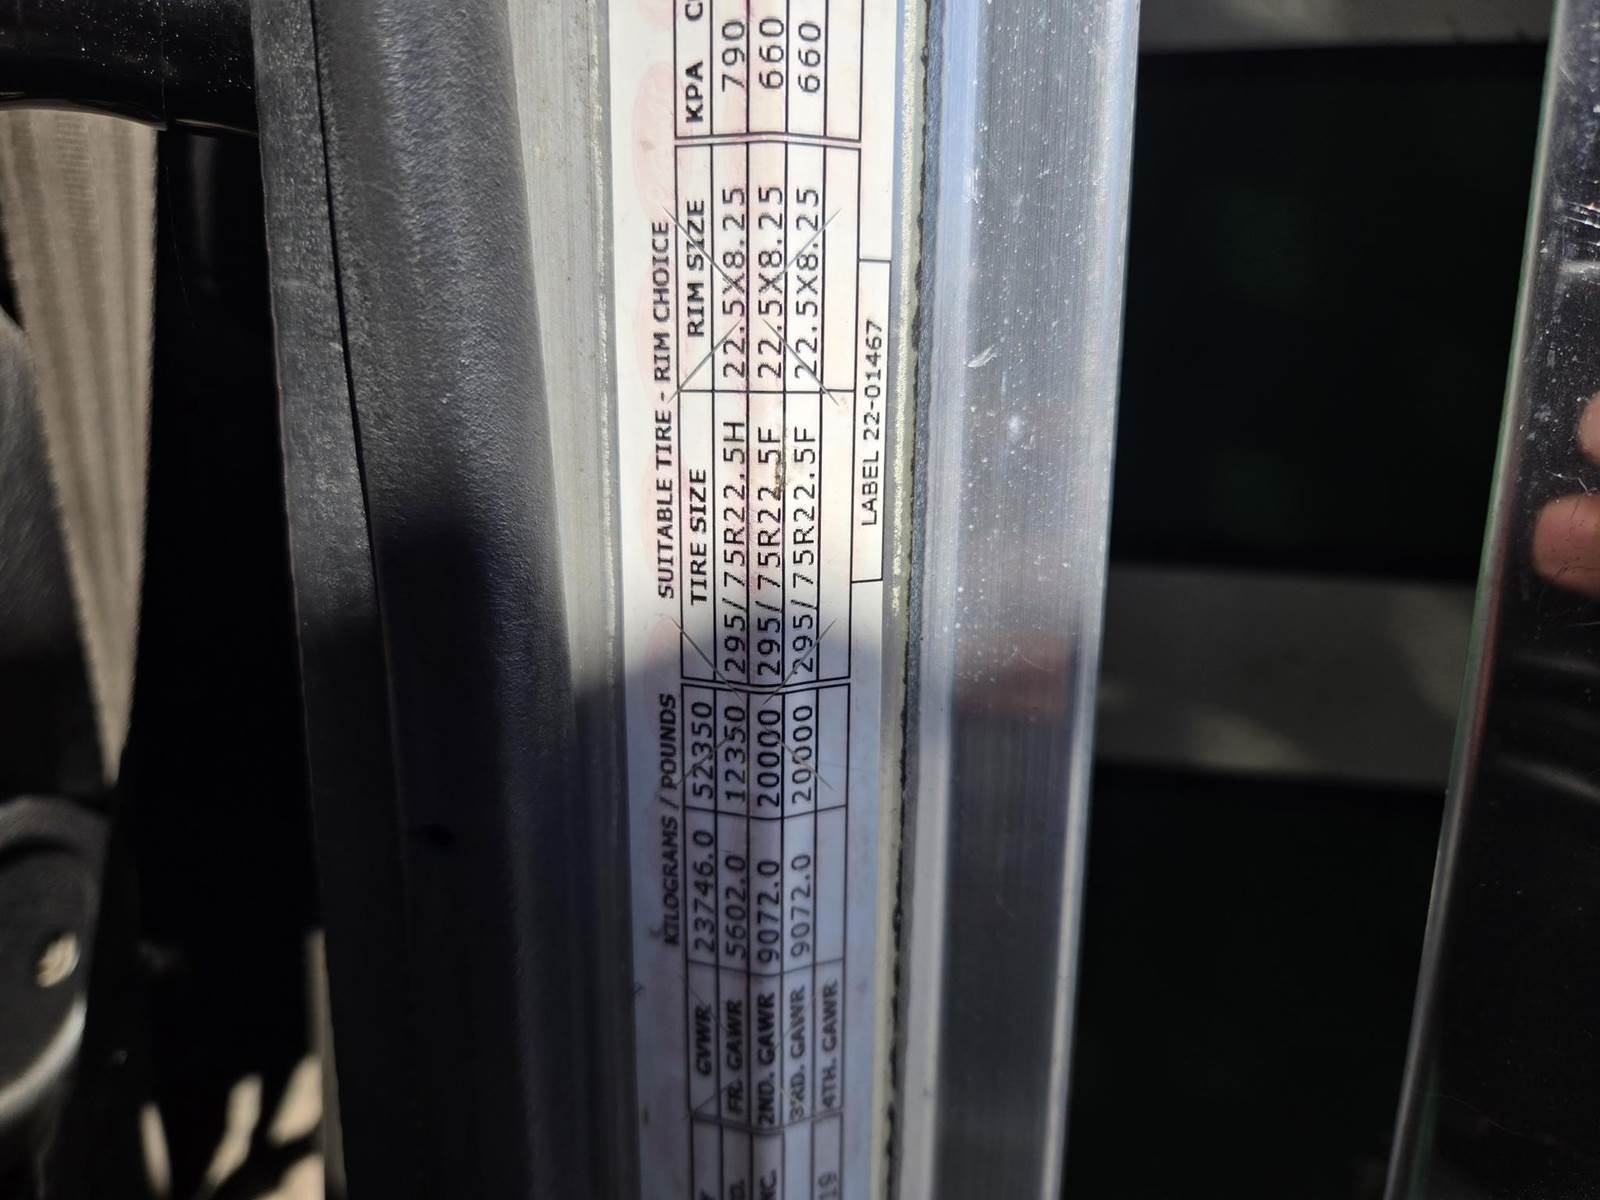 KILOGRAMS / POUNDS SUITABLE TIRE - RIM CHOICE
TIRE SIZE RIM SIZE KPA
GVWR 23746.0 52350
FR. GAWR 5602.0 12350 295/75R22.5H 22.5X8.25 790
2ND. GAWR 9072.0 20000 295/75R22.5F 22.5X8.25 660
3RD. GAWR 9072.0 20000 295/75R22.5F 22.5X8.25 660
4TH. GAWR
LABEL 22-01467